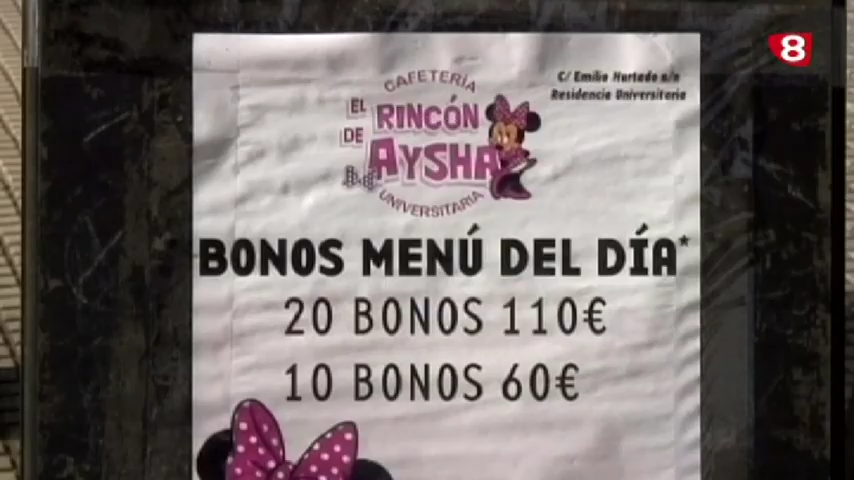 8
C/ Emilio Hurtado s/n
Residencia Universitaria
CAFETERÍA
EL RINCÓN
DE AYSHA
UNIVERSITARIA
BONOS MENÚ DEL DÍA*
20 BONOS 110€
10 BONOS 60€